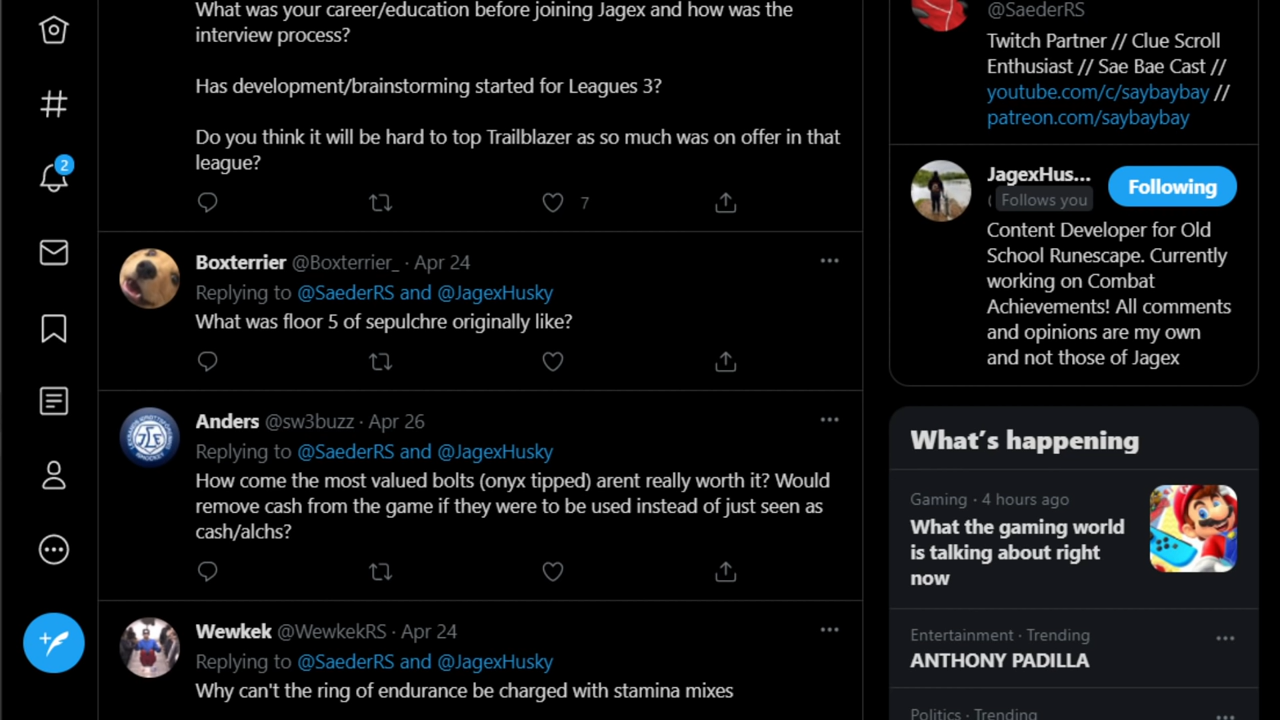 What was your career/education before joining Jagex and how was the
interview process?
Has development/brainstorming started for Leagues 3?
Do you think it will be hard to top Trailblazer as so much was on offer in that
league?
7
Boxterrier @Boxterrier_ · Apr 24
Replying to @SaederRS and @JagexHusky
What was floor 5 of sepulchre originally like?
Anders @sw3buzz · Apr 26
Replying to @SaederRS and @JagexHusky
How come the most valued bolts (onyx tipped) arent really worth it? Would
remove cash from the game if they were to be used instead of just seen as
cash/alchs?
Wewkek @WewkekRS · Apr 24
Replying to @SaederRS and @JagexHusky
Why can't the ring of endurance be charged with stamina mixes
2
@SaederRS
Twitch Partner // Clue Scroll
Enthusiast // Sae Bae Cast //
youtube.com/c/saybaybay //
patreon.com/saybaybay
JagexHus...
Follows you
Following
Content Developer for Old
School Runescape. Currently
working on Combat
Achievements! All comments
and opinions are my own
and not those of Jagex
What's happening
Gaming · 4 hours ago
What the gaming world
is talking about right
now
Entertainment · Trending
ANTHONY PADILLA
Politics · Trending